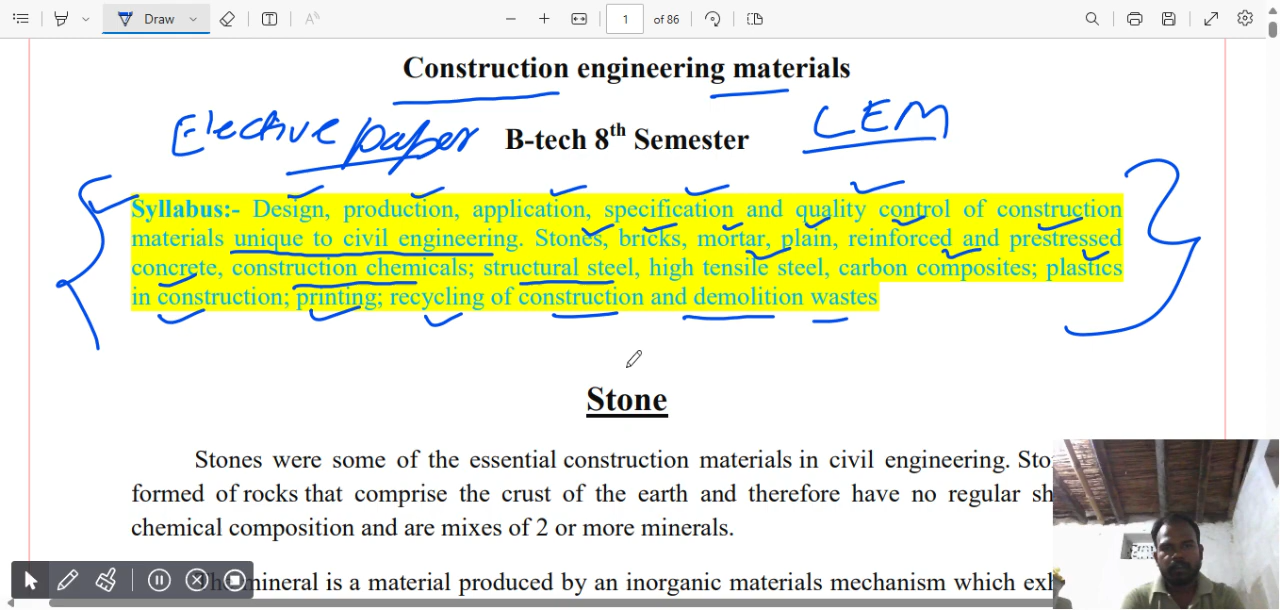 Draw
1 of 86
Construction engineering materials
Elective paper B-tech 8th Semester CEM
Syllabus:- Design, production, application, specification and quality control of construction
materials unique to civil engineering. Stones, bricks, mortar, plain, reinforced and prestressed
concrete, construction chemicals; structural steel, high tensile steel, carbon composites; plastics
in construction; printing; recycling of construction and demolition wastes
Stone
Stones were some of the essential construction materials in civil engineering. Sto
formed of rocks that comprise the crust of the earth and therefore have no regular sh
chemical composition and are mixes of 2 or more minerals.
mineral is a material produced by an inorganic materials mechanism which exh